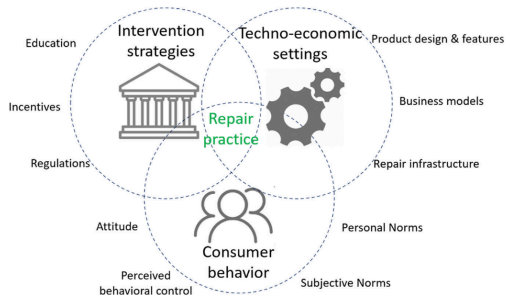 Intervention
strategies
Techno-economic
settings
Education
Product design & features
Incentives
Business models
Repair
practice
Regulations
Repair infrastructure
Attitude
Personal Norms
Consumer
behavior
Perceived
behavioral control
Subjective Norms